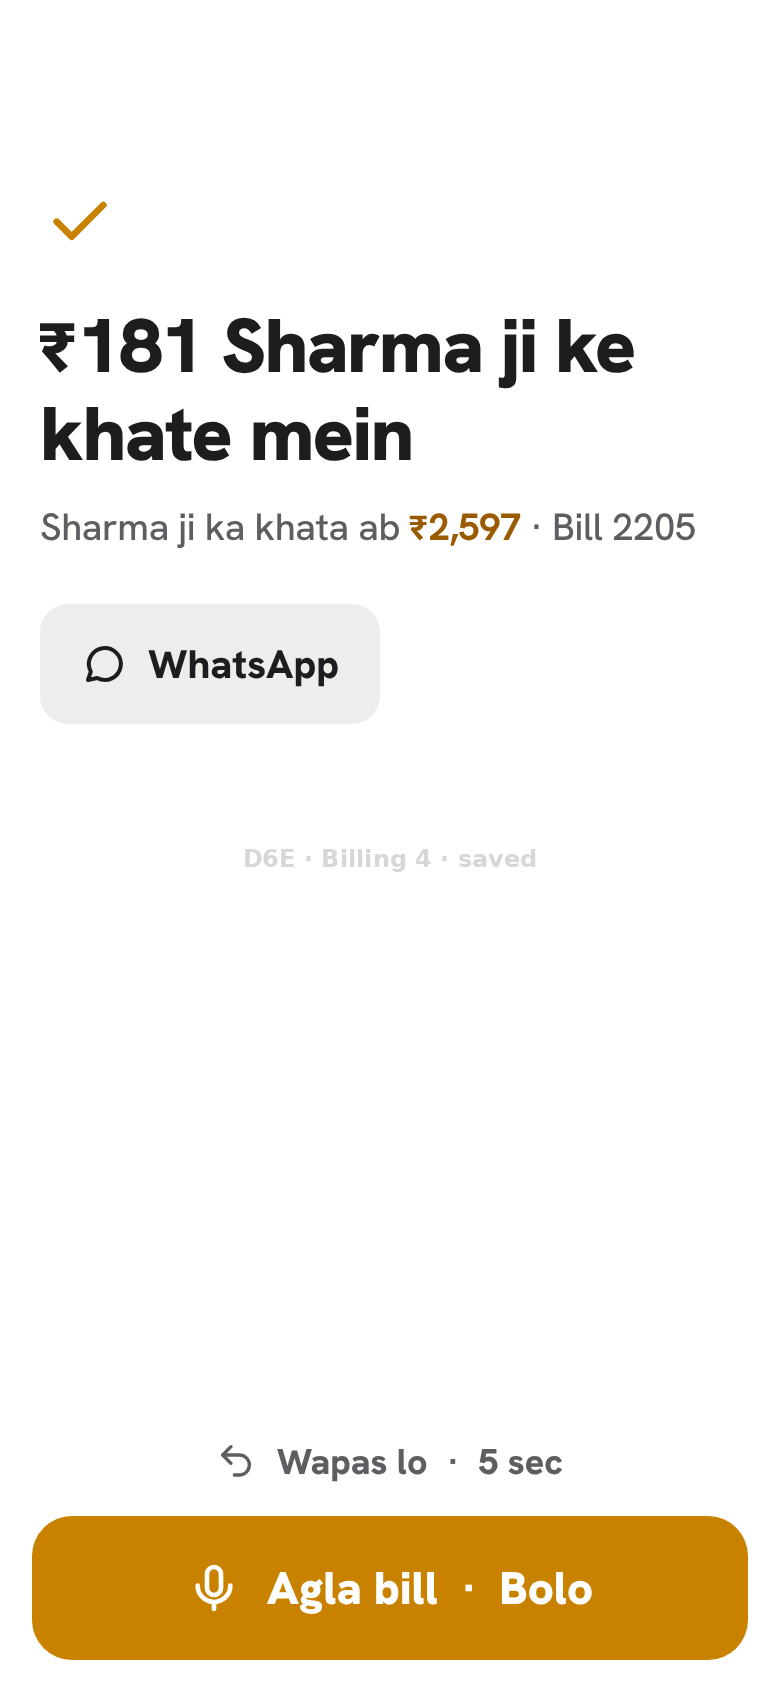 ₹181 Sharma ji ke
khate mein
Sharma ji ka khata ab ₹2,597 · Bill 2205
WhatsApp
D6E · Billing 4 · saved
Wapas lo · 5 sec
Agla bill · Bolo